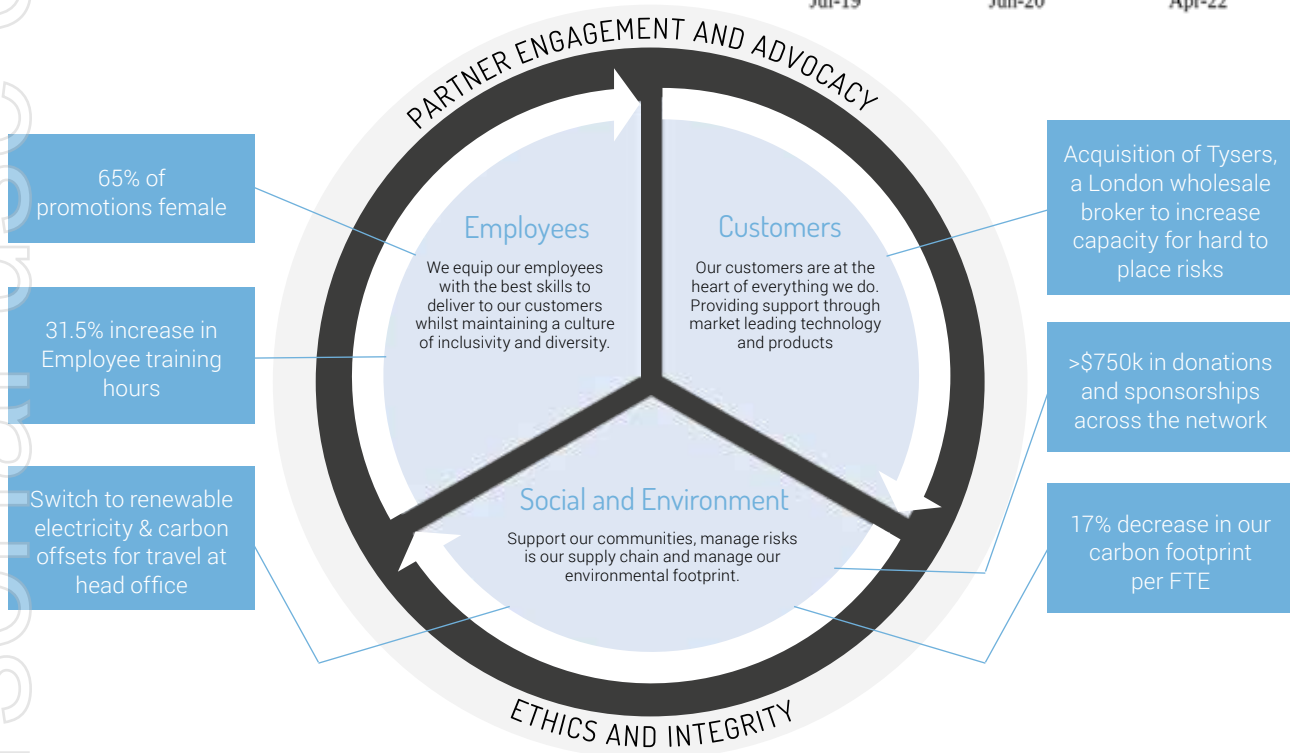 Jul-19 Jun-20 Apr-22
PARTNER ENGAGEMENT AND ADVOCACY
65% of
promotions female
31.5% increase in
Employee training
hours
Switch to renewable
electricity & carbon
offsets for travel at
head office
Employees
We equip our employees
with the best skills to
deliver to our customers
whilst maintaining a culture
of inclusivity and diversity.
Customers
Our customers are at the
heart of everything we do.
Providing support through
market leading technology
and products
Social and Environment
Support our communities, manage risks
is our supply chain and manage our
environmental footprint.
Acquisition of Tysers,
a London wholesale
broker to increase
capacity for hard to
place risks
>$750k in donations
and sponsorships
across the network
17% decrease in our
carbon footprint
per FTE
ETHICS AND INTEGRITY